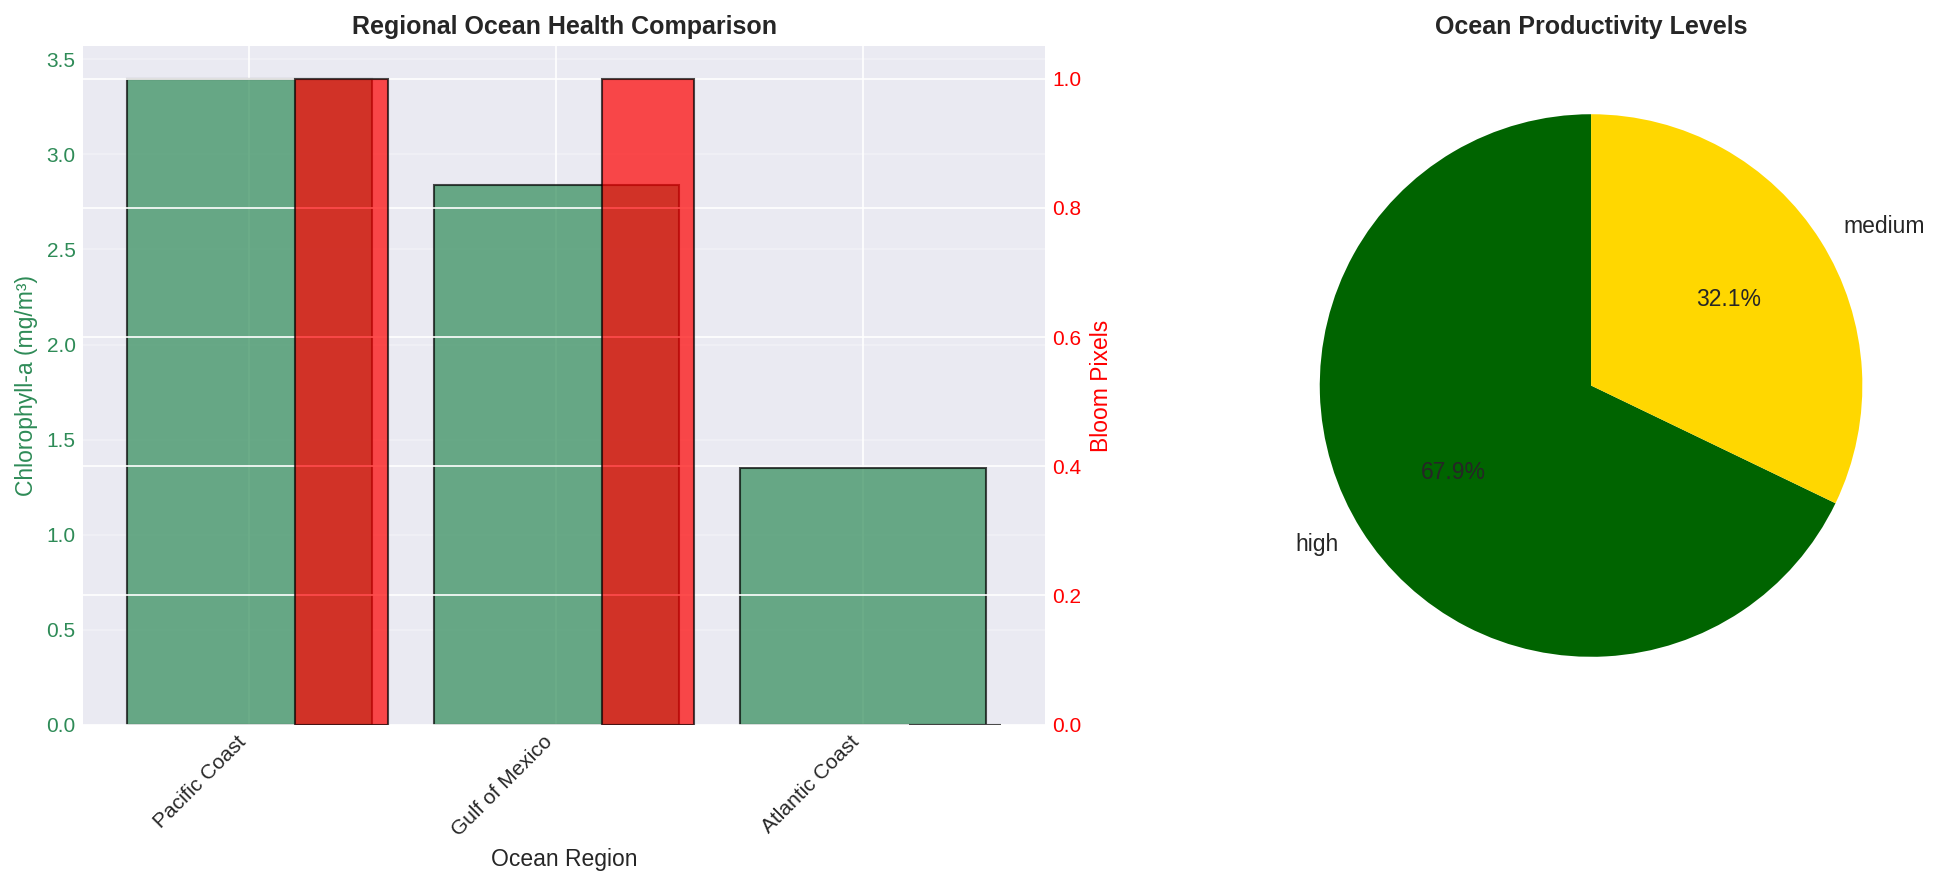 Regional Ocean Health Comparison
3.5
3.0
2.5
2.0
1.5
1.0
0.5
0.0
Chlorophyll-a (mg/m³)
1.0
0.8
0.6
0.4
0.2
0.0
Bloom Pixels
Pacific Coast
Gulf of Mexico
Atlantic Coast
Ocean Region
Ocean Productivity Levels
medium
32.1%
67.9%
high